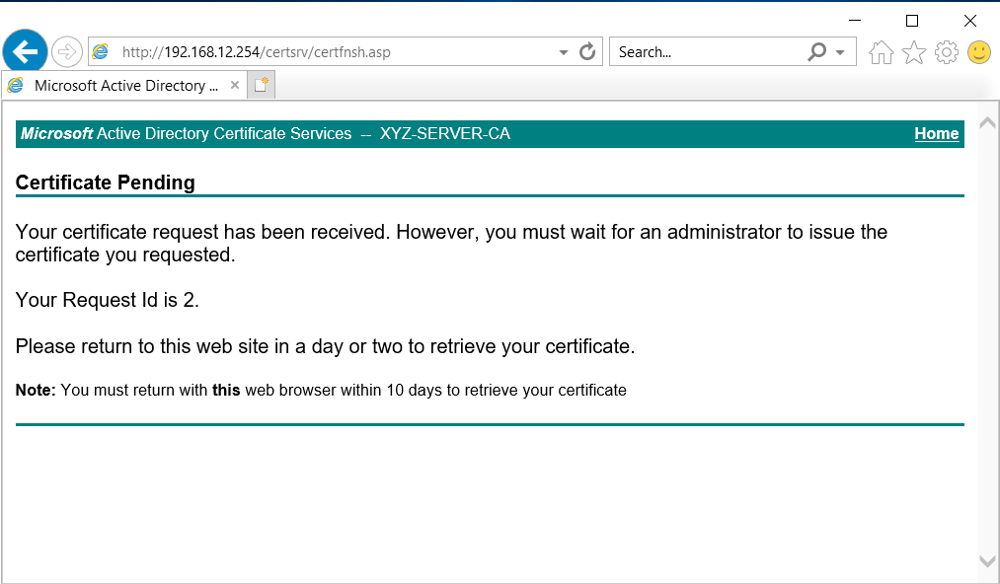 http://192.168.12.254/certsrv/certfnsh.asp
Search...
Microsoft Active Directory ...
Microsoft Active Directory Certificate Services -- XYZ-SERVER-CA
Home
Certificate Pending
Your certificate request has been received. However, you must wait for an administrator to issue the
certificate you requested.
Your Request Id is 2.
Please return to this web site in a day or two to retrieve your certificate.
Note: You must return with this web browser within 10 days to retrieve your certificate